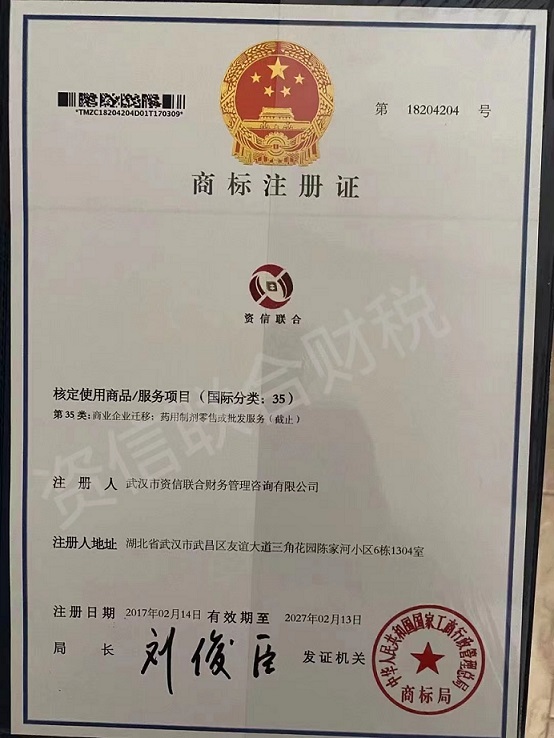 *TMZC18204204D01T170309*
第 18204204 号
商标注册证
资信联合
核定使用商品/服务项目（国际分类：35）
第35类：商业企业迁移；药用制剂零售或批发服务（截止）
注册人 武汉市资信联合财务管理咨询有限公司
注册人地址 湖北省武汉市武昌区友谊大道三角花园陈家河小区6栋1304室
注册日期 2017年02月14日 有效期至 2027年02月13日
局长 刘俊臣 发证机关
中华人民共和国国家工商行政管理总局
商标局
资信联合财税